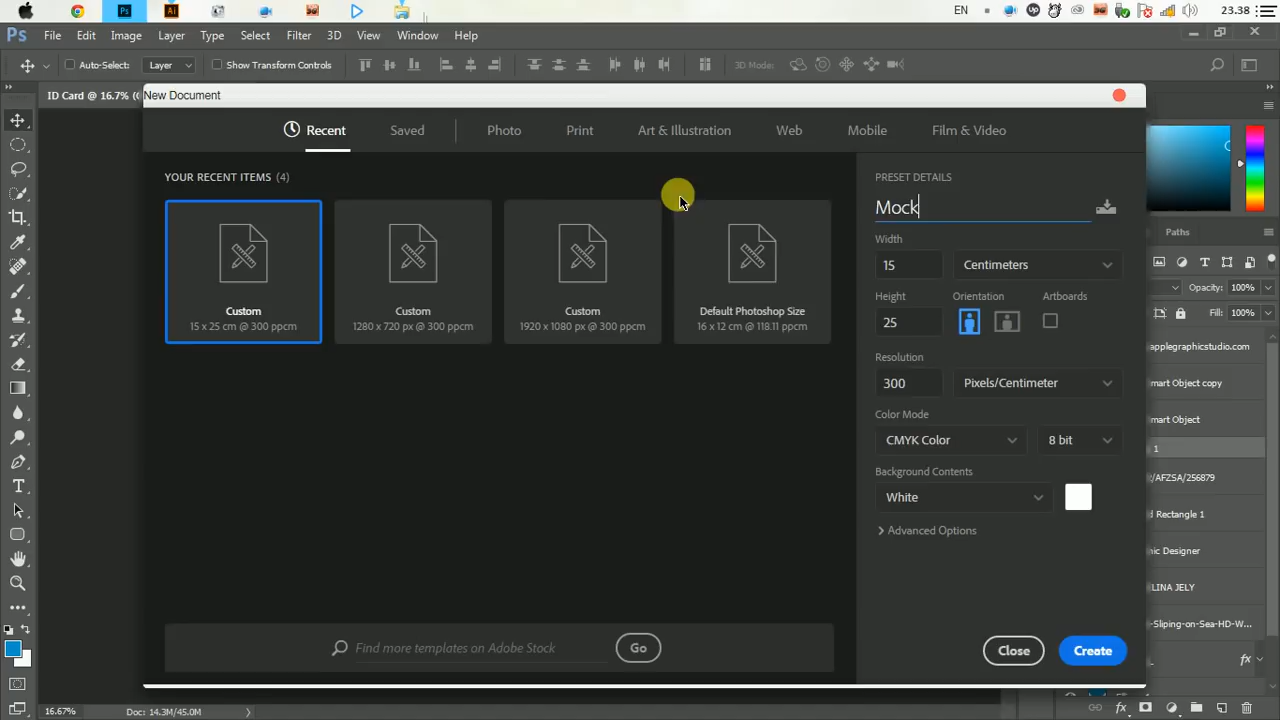 EN 23.38
Ps File Edit Image Layer Type Select Filter 3D View Window Help
Auto-Select: Layer Show Transform Controls 3D Mode:
ID Card @ 16.7%
New Document
Recent Saved Photo Print Art & Illustration Web Mobile Film & Video
YOUR RECENT ITEMS (4)
Custom
15 x 25 cm @ 300 ppcm
Custom
1280 x 720 px @ 300 ppcm
Custom
1920 x 1080 px @ 300 ppcm
Default Photoshop Size
16 x 12 cm @ 118.11 ppcm
Find more templates on Adobe Stock Go
PRESET DETAILS
Mock
Width
15 Centimeters
Height Orientation Artboards
25
Resolution
300 Pixels/Centimeter
Color Mode
CMYK Color 8 bit
Background Contents
White
Advanced Options
Close Create
Paths
Opacity: 100%
Fill: 100%
applegraphicstudio.com
mart Object copy
mart Object
1
/AFZSA/256879
d Rectangle 1
nic Designer
LINA JELY
-Sliping-on-Sea-HD-W...
fx
16.67% Doc: 14.3M/45.0M